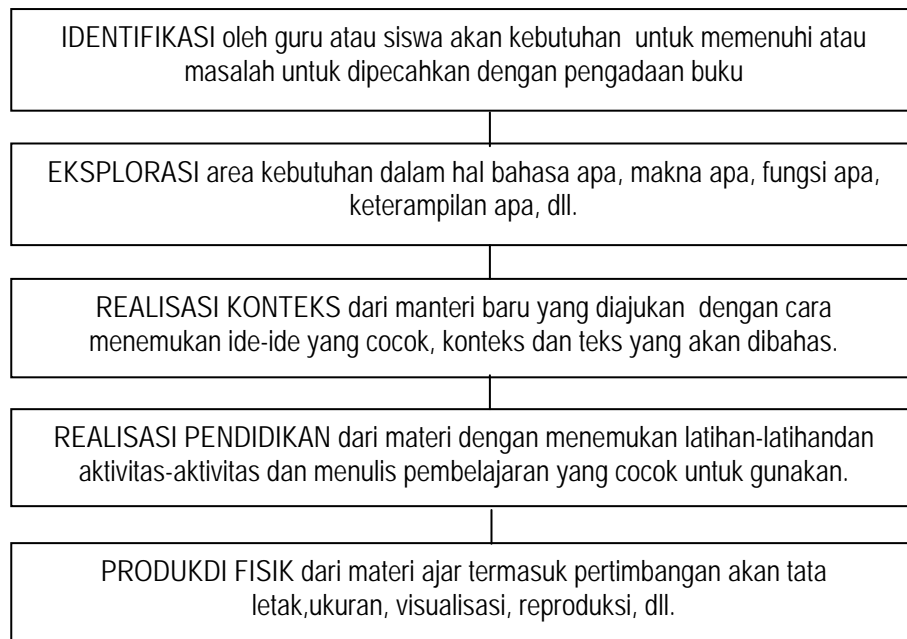 IDENTIFIKASI oleh guru atau siswa akan kebutuhan  untuk memenuhi atau
masalah untuk dipecahkan dengan pengadaan buku
EKSPLORASI area kebutuhan dalam hal bahasa apa, makna apa, fungsi apa,
keterampilan apa, dll.
REALISASI KONTEKS dari manteri baru yang diajukan  dengan cara
menemukan ide-ide yang cocok, konteks dan teks yang akan dibahas.
REALISASI PENDIDIKAN dari materi dengan menemukan latihan-latihandan
aktivitas-aktivitas dan menulis pembelajaran yang cocok untuk gunakan.
PRODUKDI FISIK dari materi ajar termasuk pertimbangan akan tata
letak,ukuran, visualisasi, reproduksi, dll.